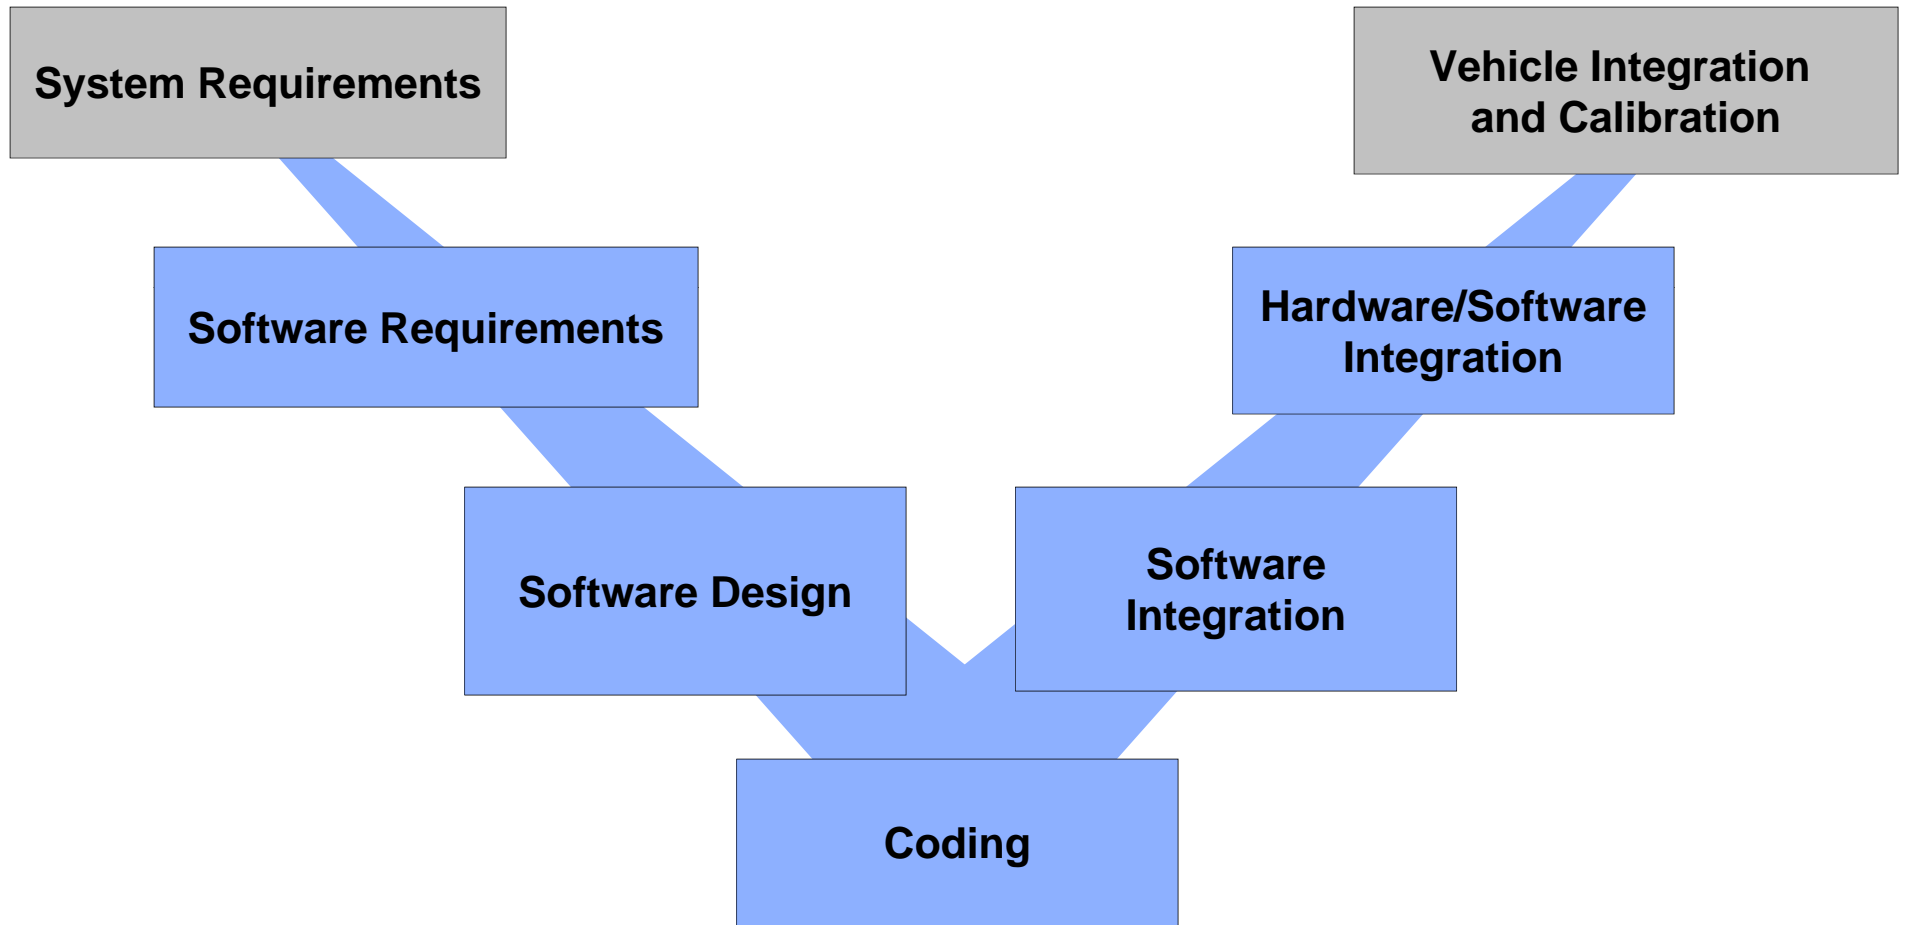 System Requirements
Vehicle Integration
and Calibration
Software Requirements
Hardware/Software
Integration
Software Design
Software
Integration
Coding